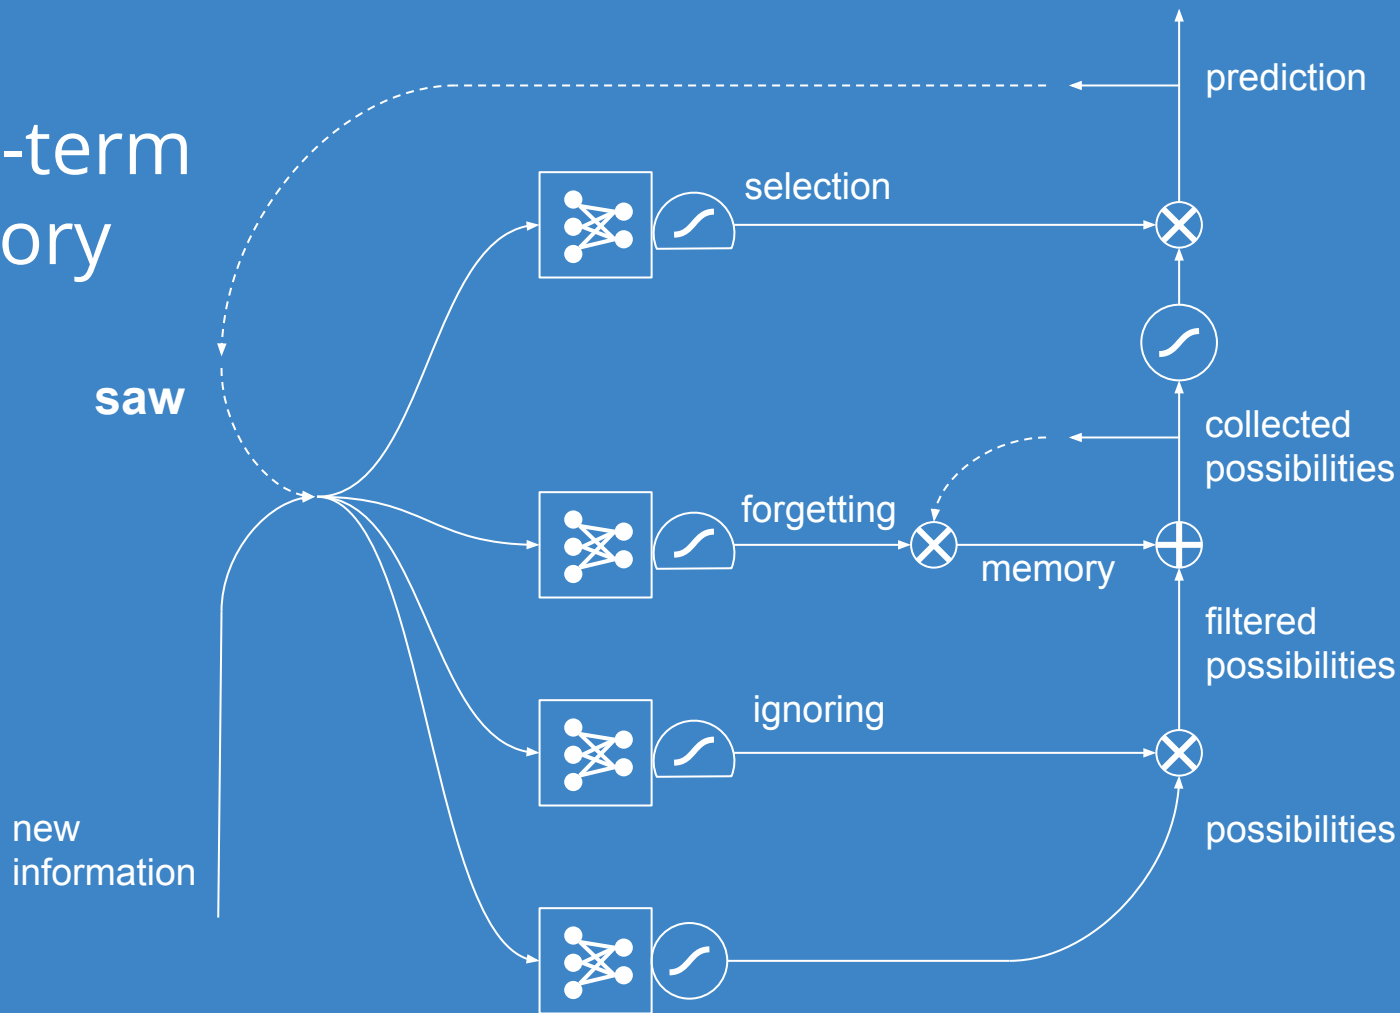 prediction
-term
selection
ory
saw
collected
possibilities
forgetting
memory
filtered
possibilities
ignoring
new
information
possibilities